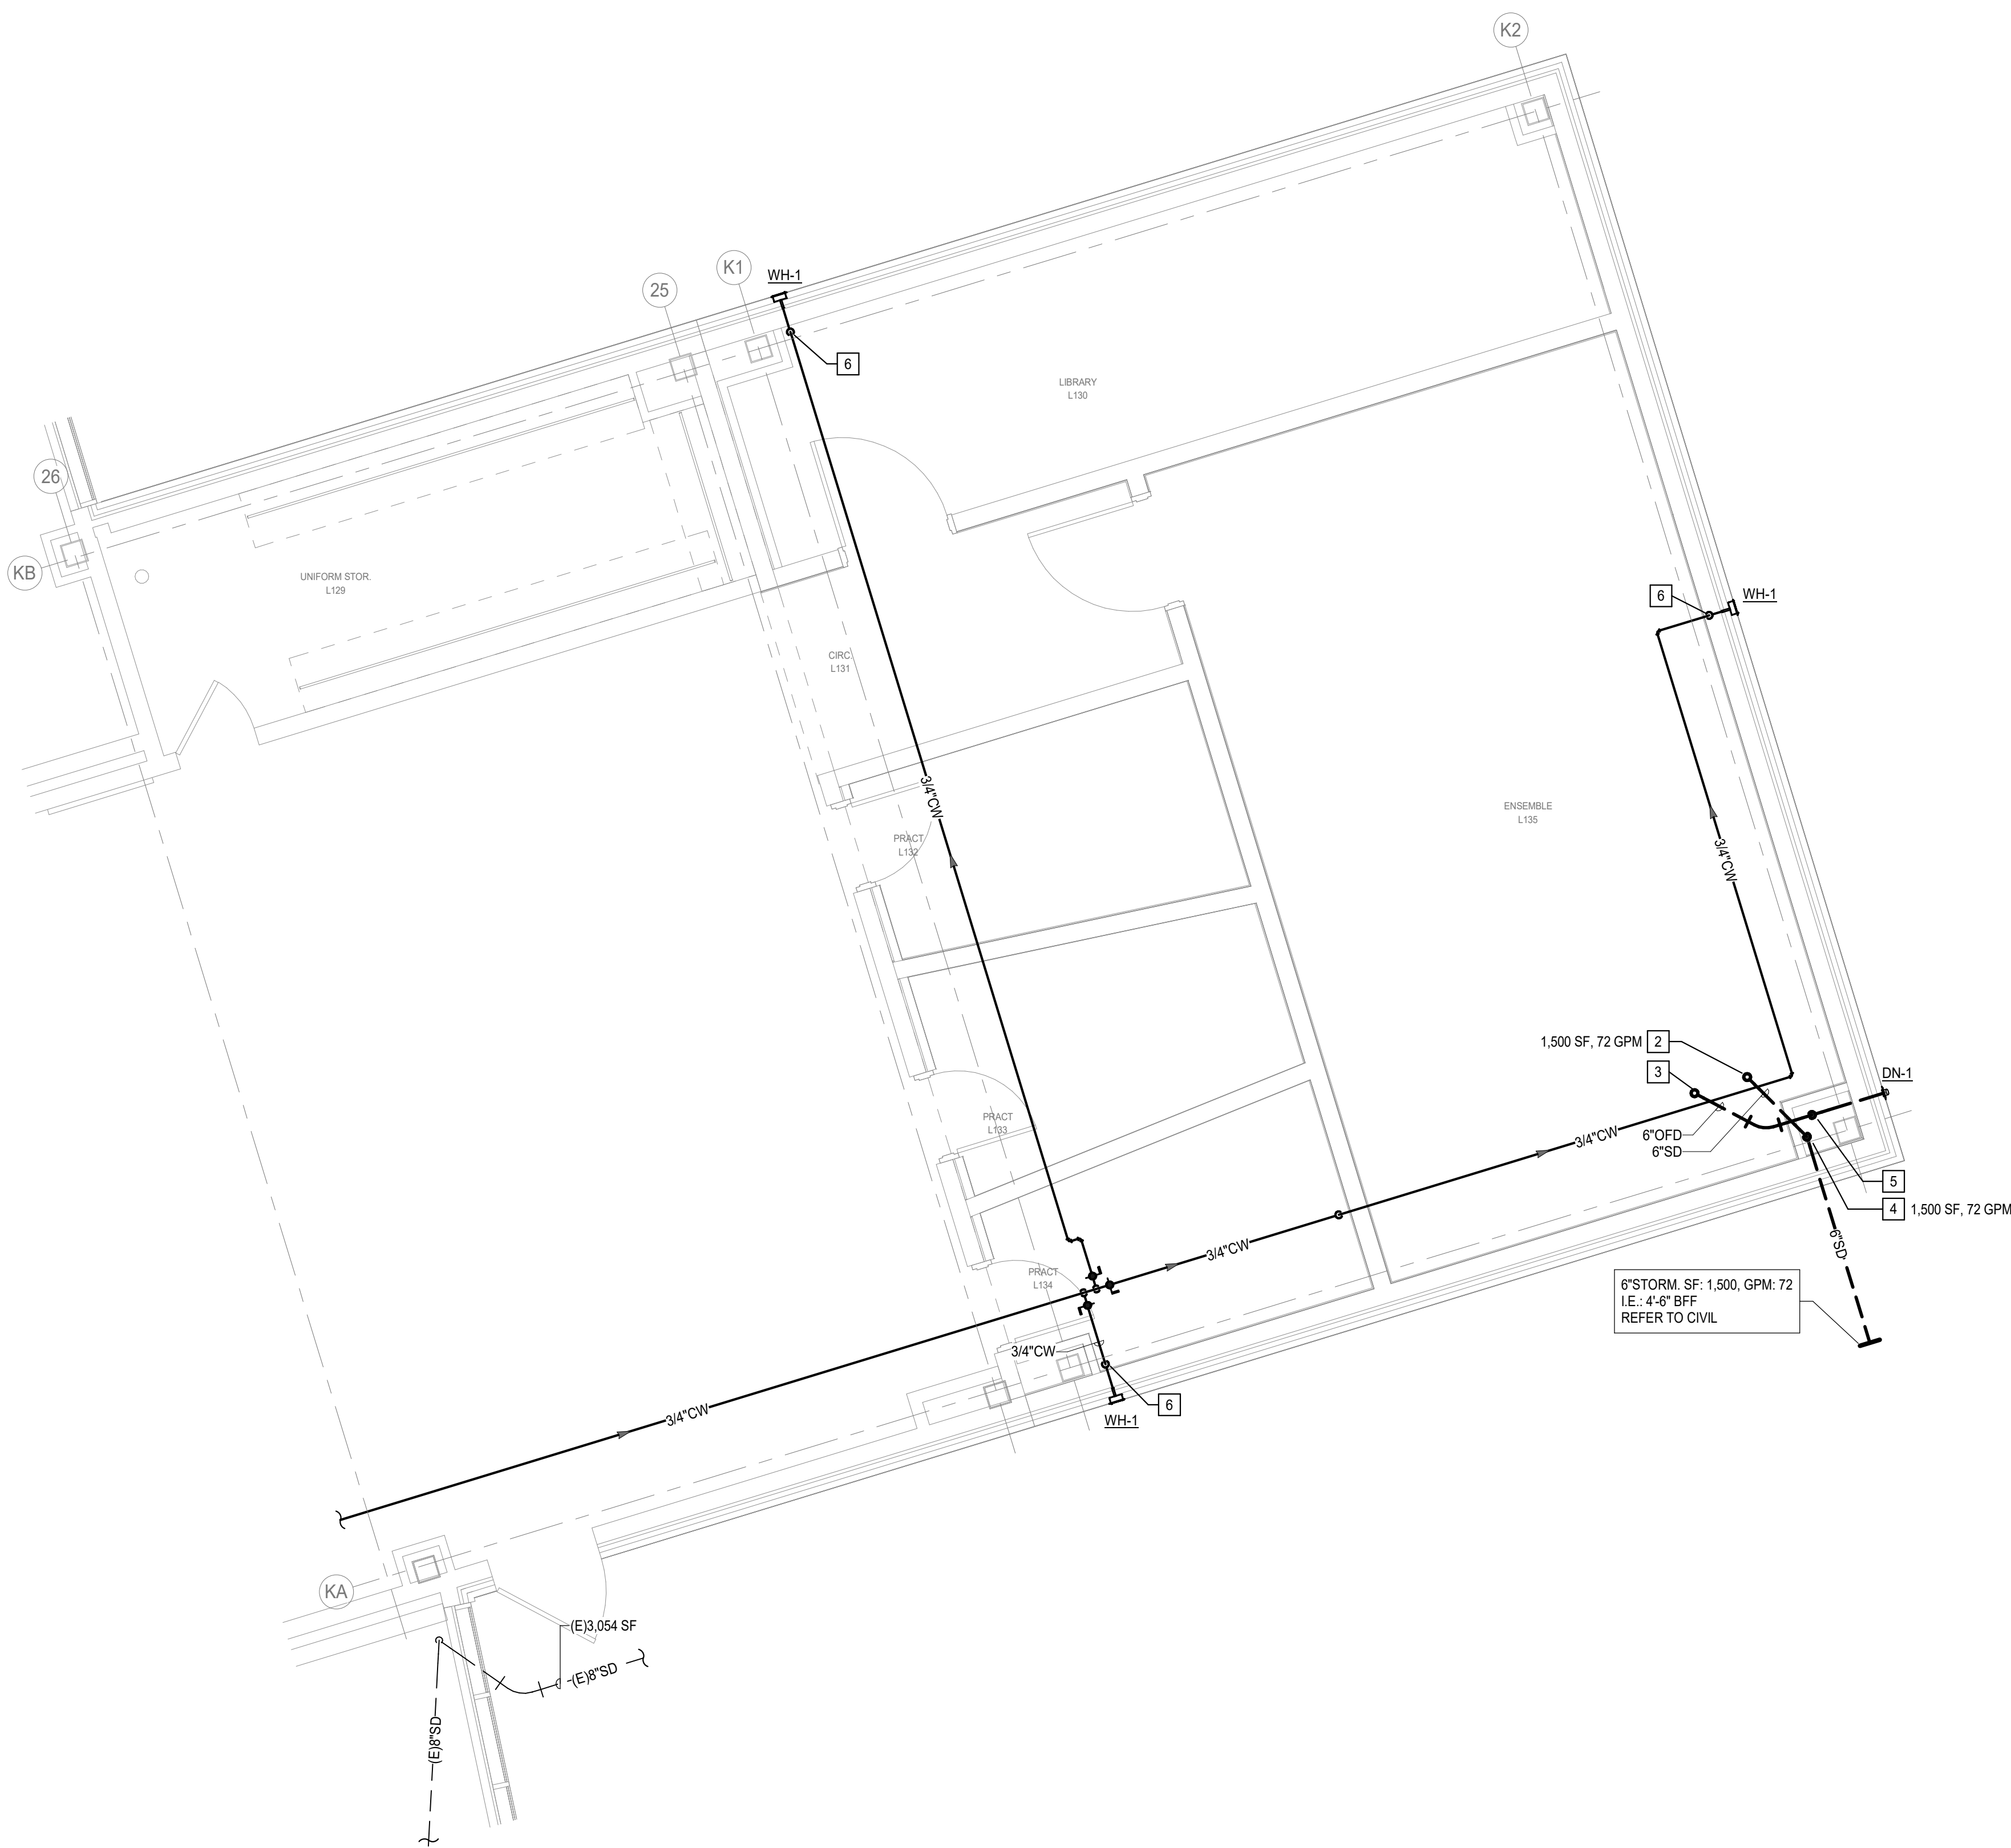 K2
K1
WH-1
25
6
LIBRARY
L130
26
KB
UNIFORM STOR.
L129
6
WH-1
CIRC.
L131
3/4"CW
ENSEMBLE
L135
PRACT
L132
3/4"CW
1,500 SF, 72 GPM
2
3
DN-1
PRACT
L133
6"OFD
6"SD
3/4"CW
5
4
1,500 SF, 72 GPM
3/4"CW
6"SD
PRACT
L134
6"STORM. SF: 1,500, GPM: 72
I.E.: 4'-6" BFF
REFER TO CIVIL
3/4"CW
6
WH-1
3/4"CW
KA
(E)3,054 SF
(E)8"SD
(E)8"SD